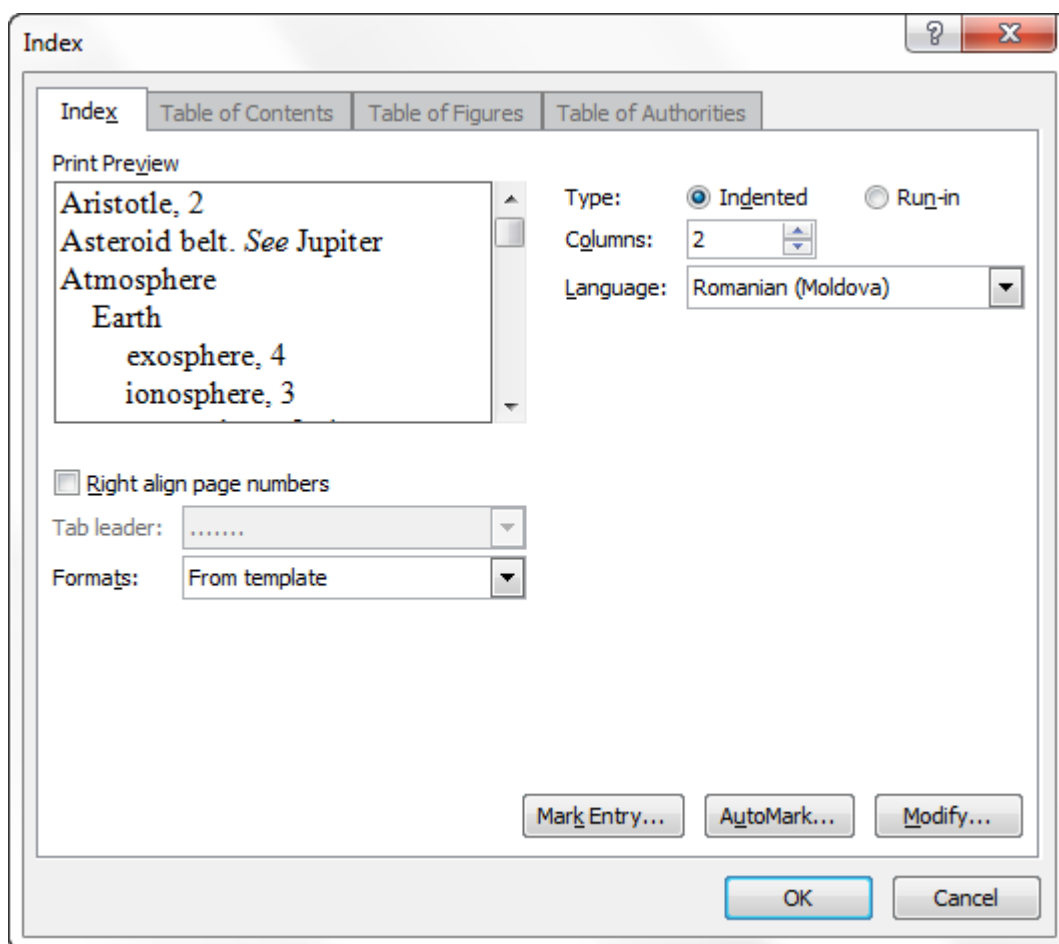 Index
Index Table of Contents Table of Figures Table of Authorities
Print Preview
Aristotle, 2
Asteroid belt. See Jupiter
Atmosphere
Earth
exosphere, 4
ionosphere, 3
Type: Indented Run-in
Columns: 2
Language: Romanian (Moldova)
Right align page numbers
Tab leader: .......
Formats: From template
Mark Entry... AutoMark... Modify...
OK Cancel